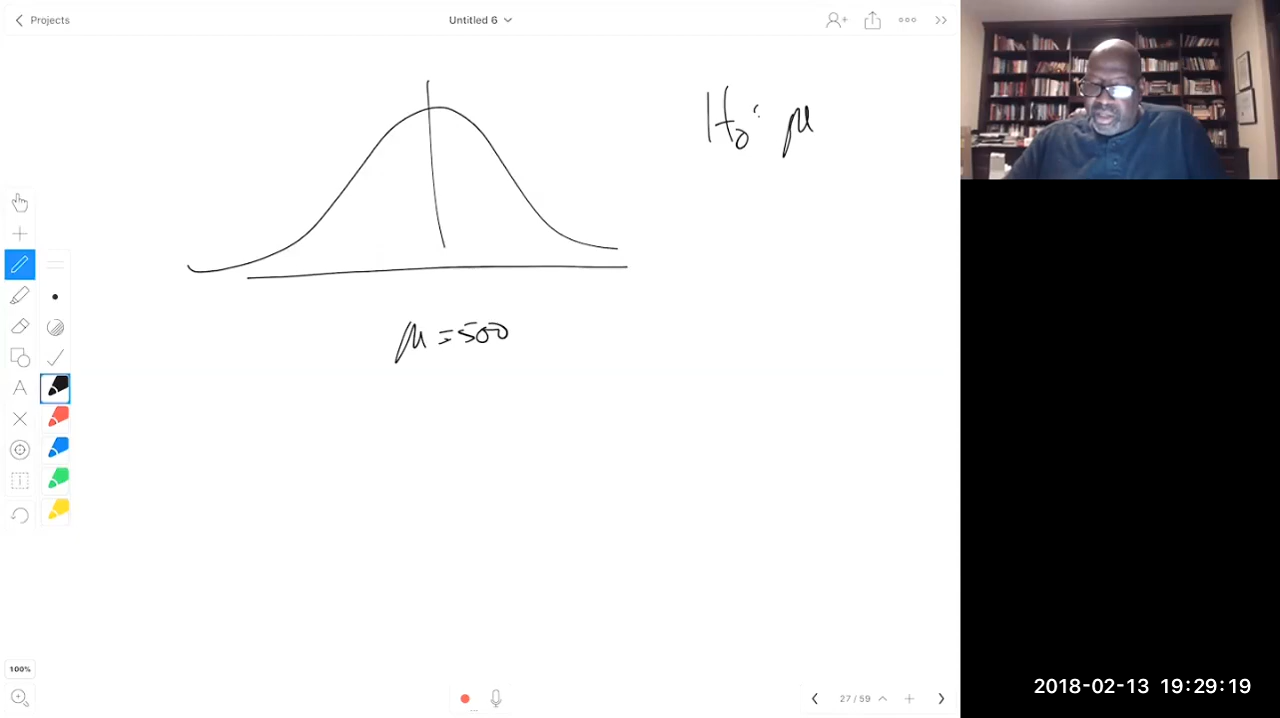 Projects
Untitled 6
H₀: μ
μ = 500
A
100%
27 / 59
2018-02-13 19:29:19